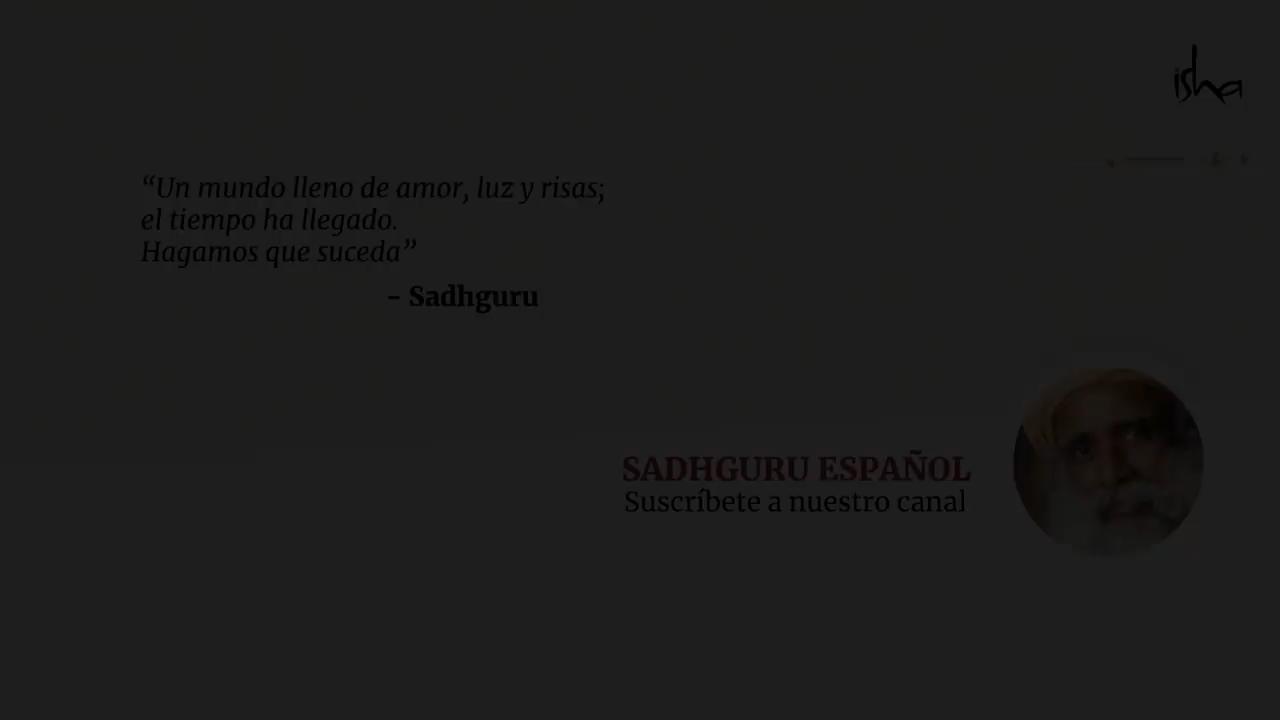 isha
“Un mundo lleno de amor, luz y risas;
el tiempo ha llegado.
Hagamos que suceda”
- Sadhguru
SADHGURU ESPAÑOL
Suscríbete a nuestro canal